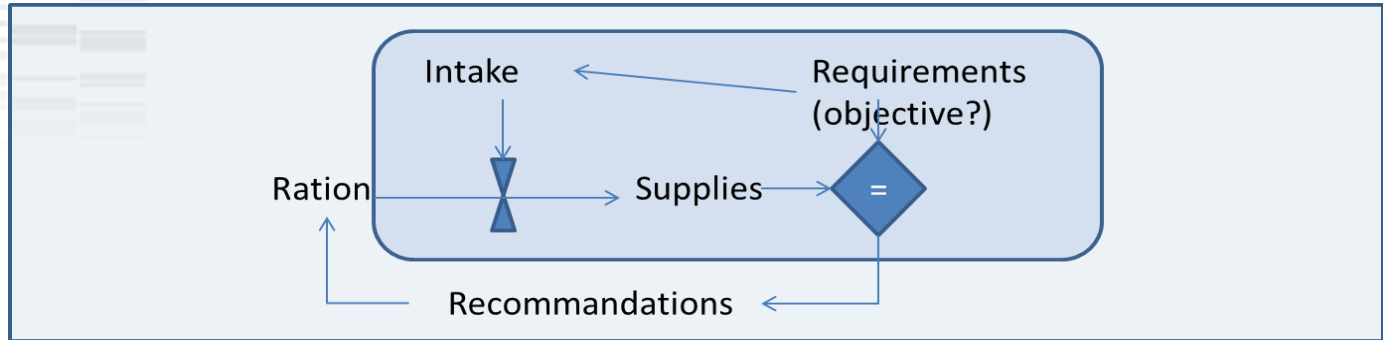 Intake
Requirements
(objective?)
Ration
Supplies
=
Recommandations